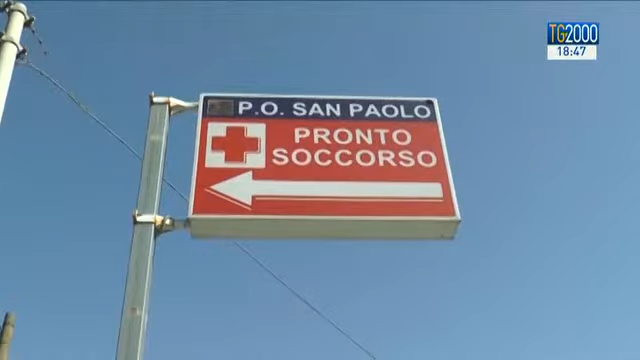 TG2000
18:47
P.O. SAN PAOLO
PRONTO
SOCCORSO